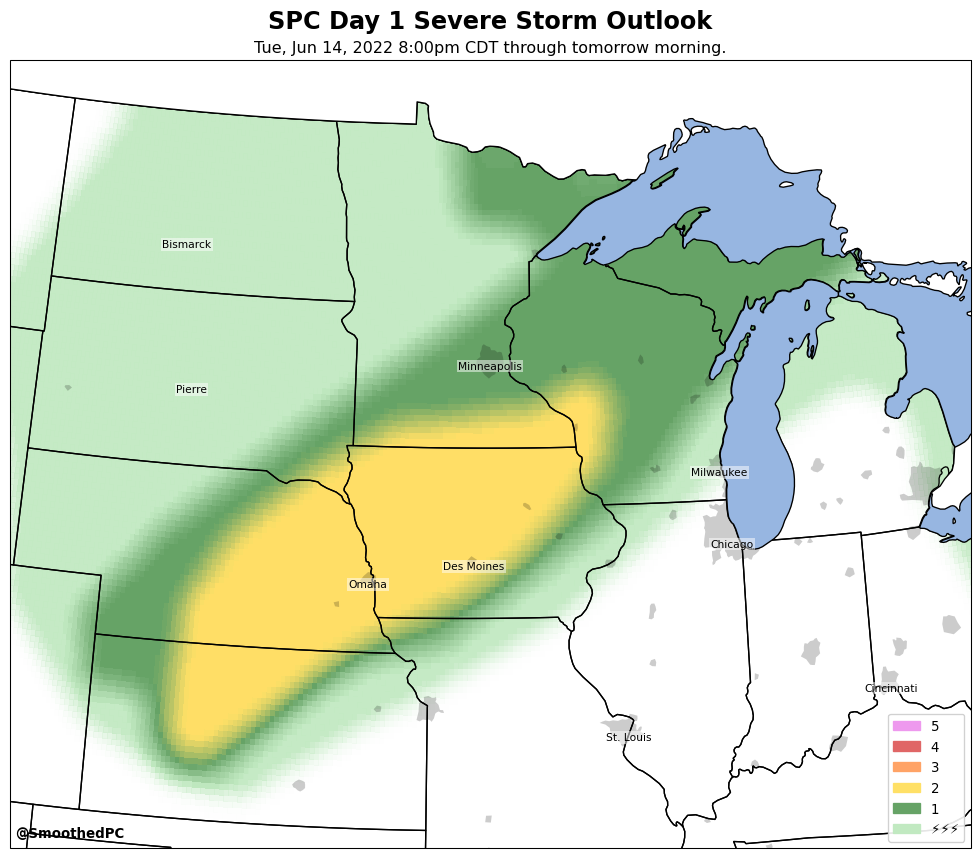 SPC Day 1 Severe Storm Outlook
Tue, Jun 14, 2022 8:00pm CDT through tomorrow morning.
Bismarck
Minneapolis
Pierre
Milwaukee
Chicago
Des Moines
Omaha
Cincinnati
St. Louis
5
4
3
2
1
⚡⚡⚡
@SmoothedPC